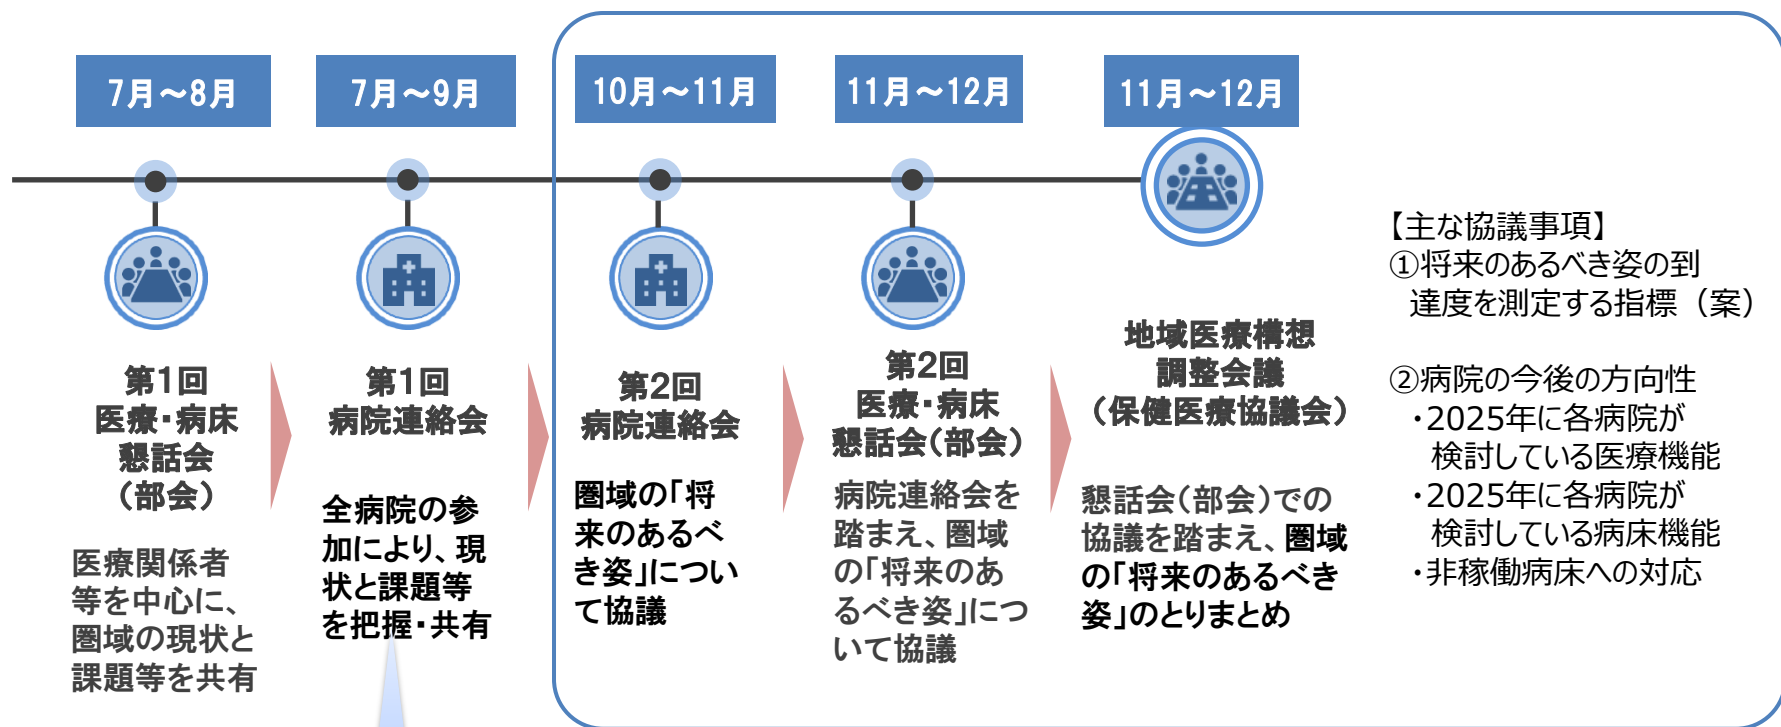 7月～8月
7月～9月
10月～11月
11月～12月
11月～12月
第1回
医療・病床
懇話会
（部会）
医療関係者
等を中心に、
圏域の現状と
課題等を共有
第1回
病院連絡会
全病院の参
加により、現
状と課題等
を把握・共有
第2回
病院連絡会
圏域の「将
来のあるべ
き姿」につい
て協議
第2回
医療・病床
懇話会（部会）
病院連絡会を
踏まえ、圏域
の「将来のあ
るべき姿」につ
いて協議
地域医療構想
調整会議
（保健医療協議会）
懇話会（部会）での
協議を踏まえ、圏域
の「将来のあるべき
姿」のとりまとめ
【主な協議事項】
①将来のあるべき姿の到
達度を測定する指標（案）
②病院の今後の方向性
・2025年に各病院が
検討している医療機能
・2025年に各病院が
検討している病床機能
・非稼働病床への対応